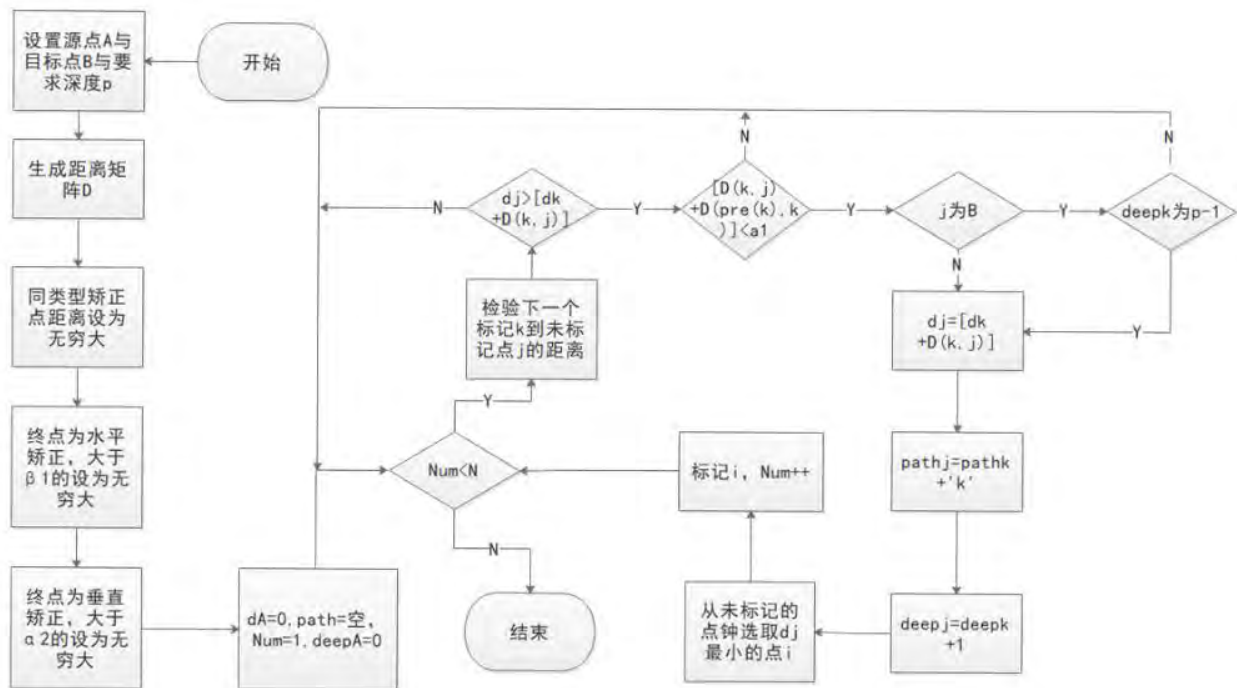 设置源点A与
目标点B与要
求深度p
开始
生成距离矩
阵D
同类型矫正
点距离设为
无穷大
终点为水平
矫正，大于
β1的设为无
穷大
终点为垂直
矫正，大于
α2的设为无
穷大
dA=0,path=空，
Num=1,deepA=0
Num<N
Y
N
结束
检验下一个
标记k到未标
记点j的距离
dj>[dk
+D(k,j)]
N
Y
[D(k,j)
+D(pre(k),k
)]<a1
N
Y
j为B
Y
N
deepk为p-1
N
Y
dj=[dk
+D(k,j)]
pathj=pathk
+'k'
deepj=deepk
+1
从未标记的
点钟选取dj
最小的点i
标记i，Num++